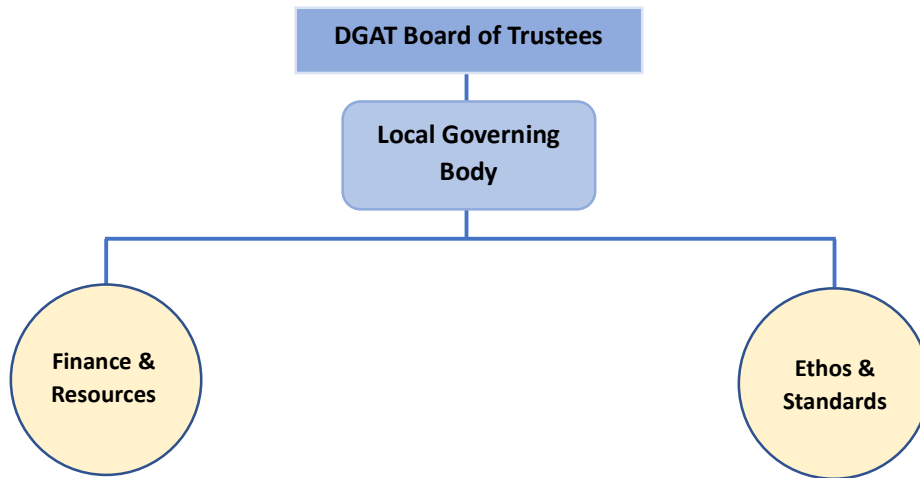 DGAT Board of Trustees
Local Governing
Body
Finance &
Resources
Ethos &
Standards